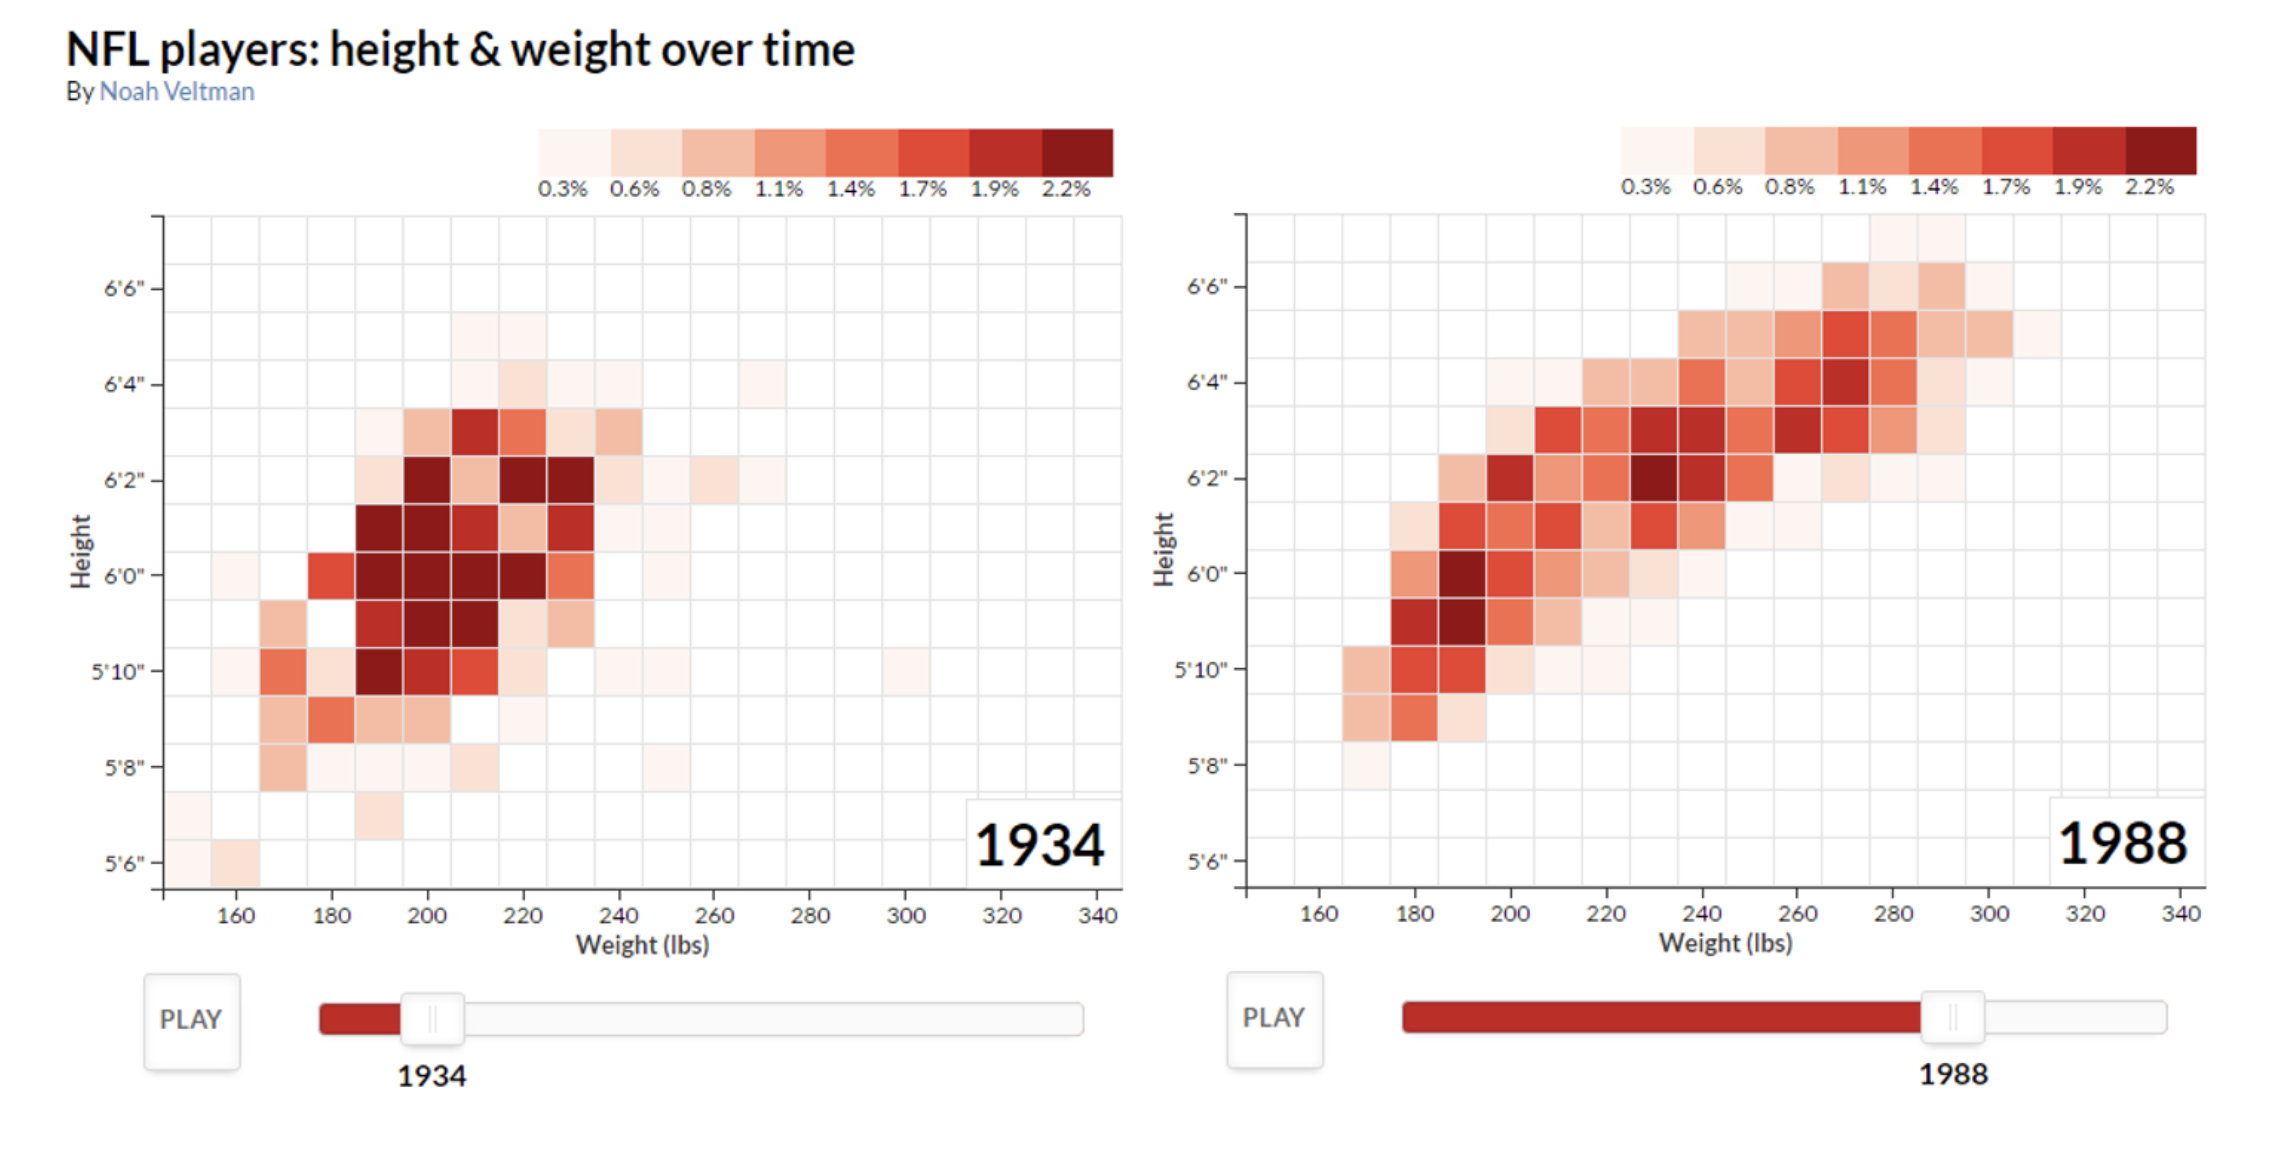 NFL players: height & weight over time
By Noah Veltman
0.3% 0.6% 0.8% 1.1% 1.4% 1.7% 1.9% 2.2%
6'6"
6'4"
6'2"
6'0"
5'10"
5'8"
5'6"
Height
1934
160 180 200 220 240 260 280 300 320 340
Weight (lbs)
PLAY
1934
0.3% 0.6% 0.8% 1.1% 1.4% 1.7% 1.9% 2.2%
6'6"
6'4"
6'2"
6'0"
5'10"
5'8"
5'6"
Height
1988
160 180 200 220 240 260 280 300 320 340
Weight (lbs)
PLAY
1988